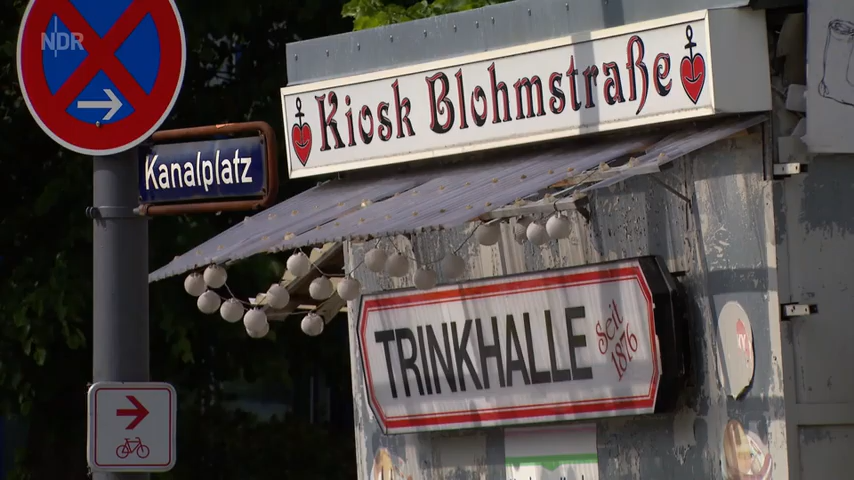 NDR
Kiosk Blohmstraße
Kanalplatz
TRINKHALLE
Seit
1876